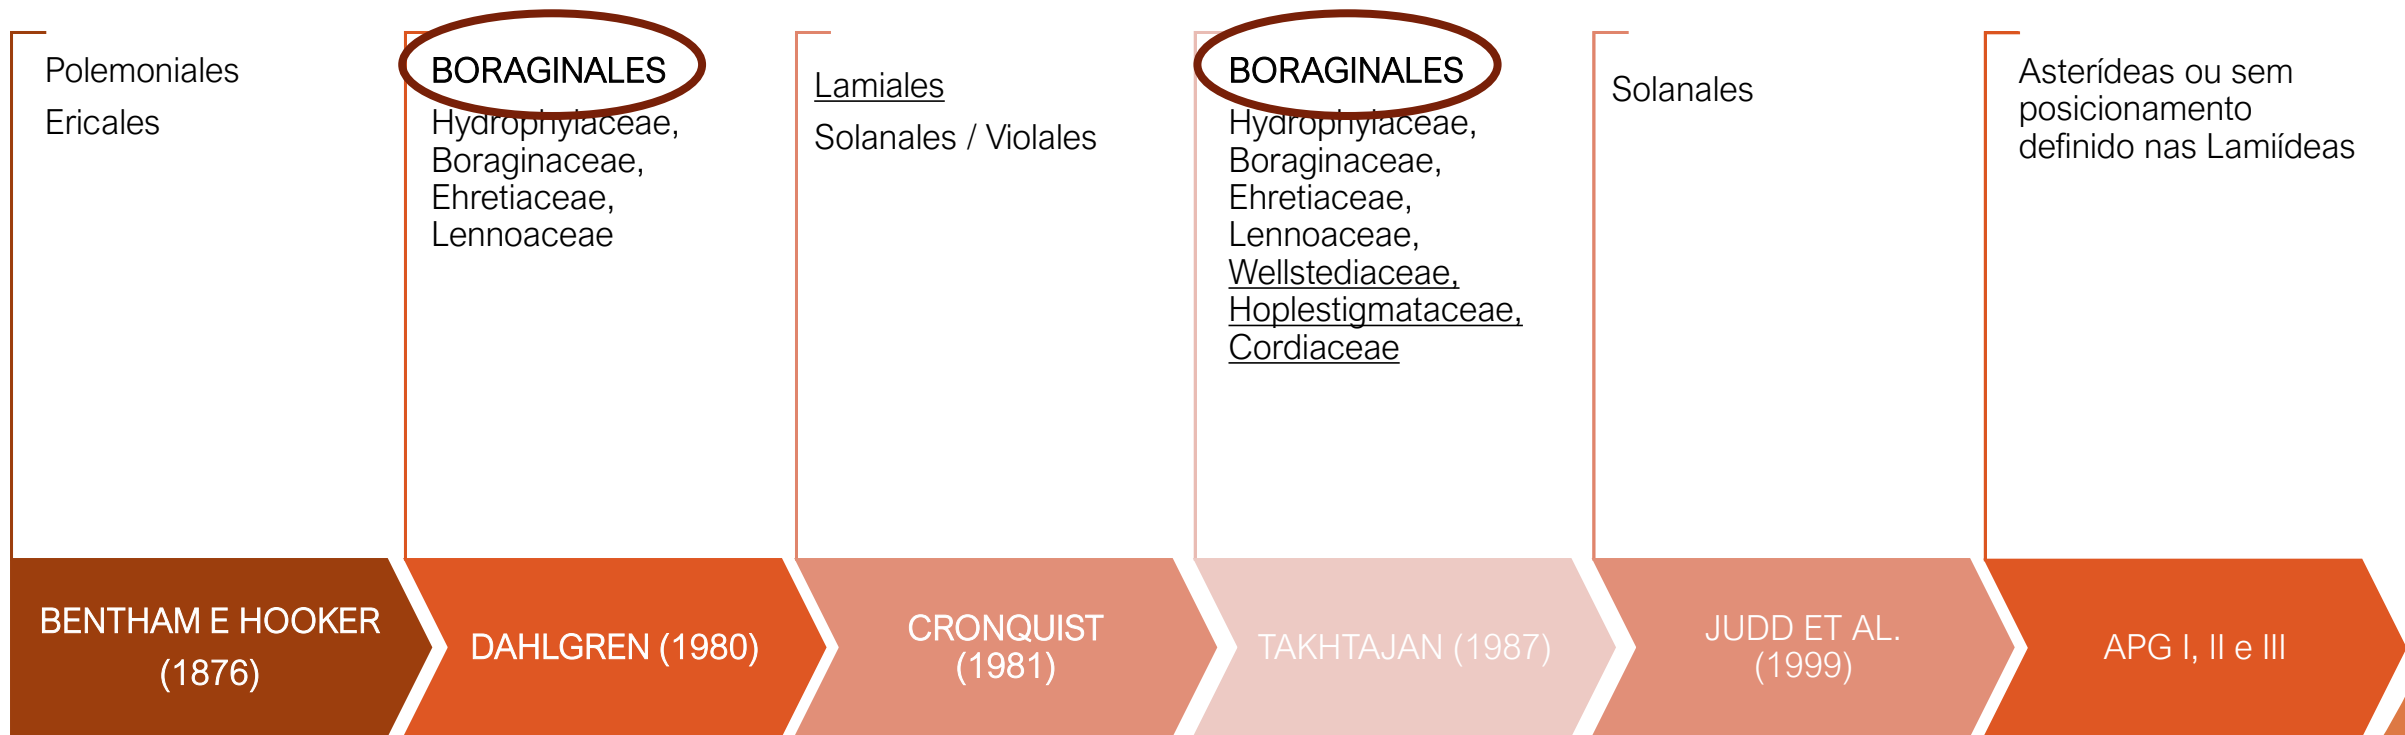 Polemoniales
Ericales
BORAGINALES
Hydrophylaceae,
Boraginaceae,
Ehretiaceae,
Lennoaceae
Lamiales
Solanales / Violales
BORAGINALES
Hydrophylaceae,
Boraginaceae,
Ehretiaceae,
Lennoaceae,
Wellstediaceae,
Hoplestigmataceae,
Cordiaceae
Solanales
Asterídeas ou sem
posicionamento
definido nas Lamiídeas
BENTHAM E HOOKER
(1876)
DAHLGREN (1980)
CRONQUIST
(1981)
TAKHTAJAN (1987)
JUDD ET AL.
(1999)
APG I, II e III